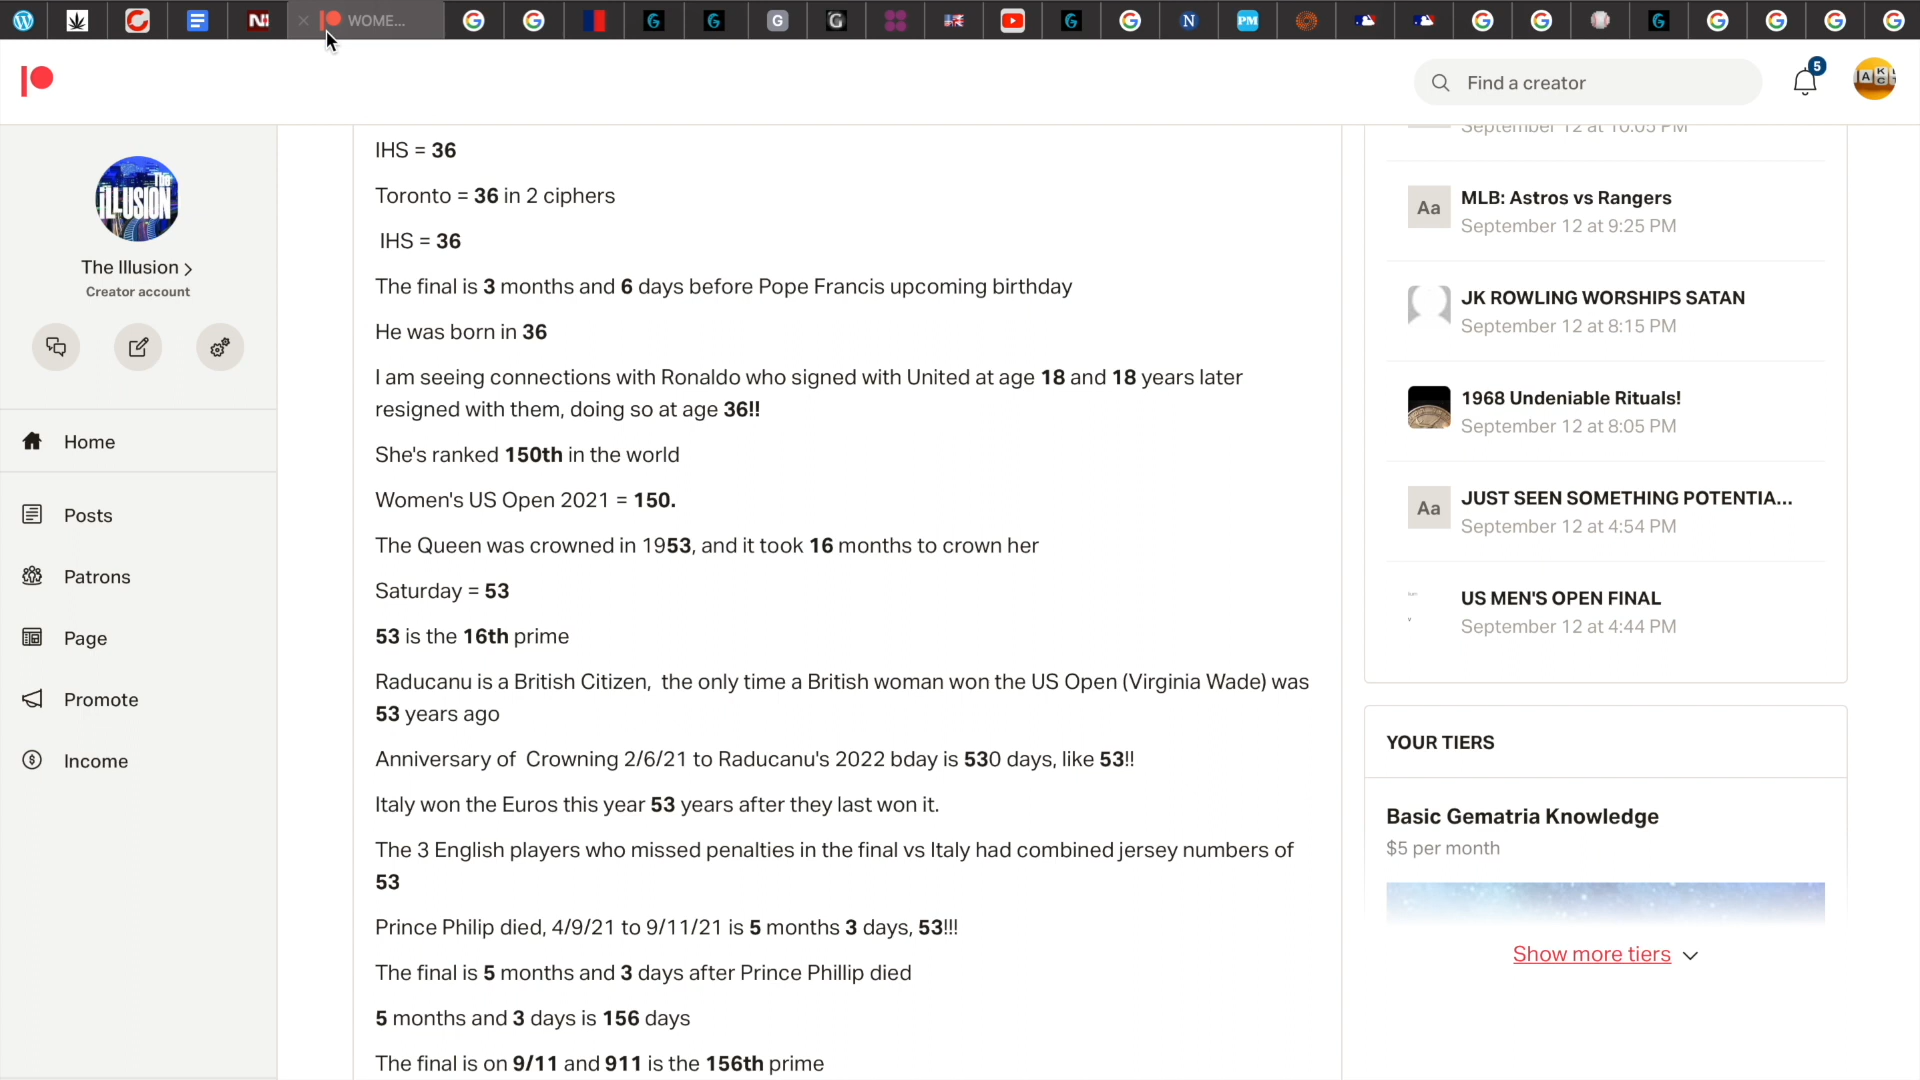 WOME...
Find a creator
5
The ILLUSION
The Illusion
Creator account
Home
Posts
Patrons
Page
Promote
Income
IHS = 36
Toronto = 36 in 2 ciphers
IHS = 36
The final is 3 months and 6 days before Pope Francis upcoming birthday
He was born in 36
I am seeing connections with Ronaldo who signed with United at age 18 and 18 years later
resigned with them, doing so at age 36!!
She's ranked 150th in the world
Women's US Open 2021 = 150.
The Queen was crowned in 1953, and it took 16 months to crown her
Saturday = 53
53 is the 16th prime
Raducanu is a British Citizen, the only time a British woman won the US Open (Virginia Wade) was
53 years ago
Anniversary of Crowning 2/6/21 to Raducanu's 2022 bday is 530 days, like 53!!
Italy won the Euros this year 53 years after they last won it.
The 3 English players who missed penalties in the final vs Italy had combined jersey numbers of
53
Prince Philip died, 4/9/21 to 9/11/21 is 5 months 3 days, 53!!!
The final is 5 months and 3 days after Prince Phillip died
5 months and 3 days is 156 days
The final is on 9/11 and 911 is the 156th prime
September 12 at 10:05 PM
Aa
MLB: Astros vs Rangers
September 12 at 9:25 PM
JK ROWLING WORSHIPS SATAN
September 12 at 8:15 PM
1968 Undeniable Rituals!
September 12 at 8:05 PM
Aa
JUST SEEN SOMETHING POTENTIA...
September 12 at 4:54 PM
US MEN'S OPEN FINAL
September 12 at 4:44 PM
YOUR TIERS
Basic Gematria Knowledge
$5 per month
Show more tiers